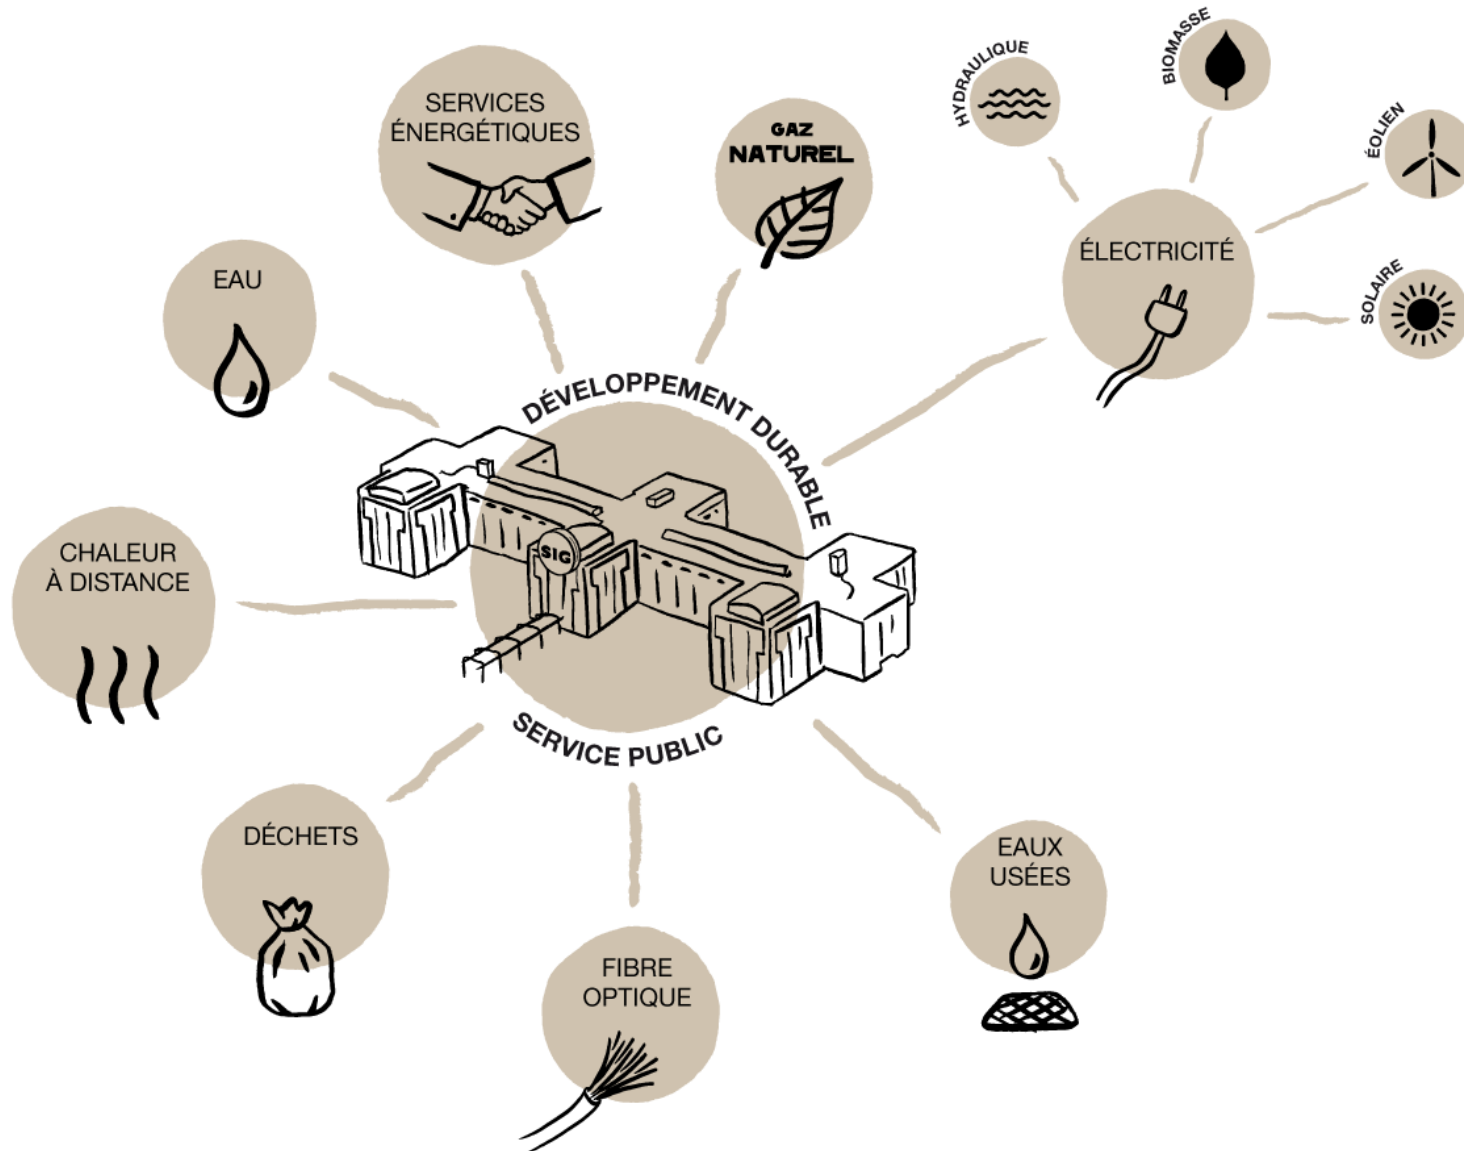 HYDRAULIQUE
BIOMASSE
ÉOLIEN
SOLAIRE
SERVICES
ÉNERGÉTIQUES
GAZ
NATUREL
ÉLECTRICITÉ
EAU
DÉVELOPPEMENT DURABLE
CHALEUR
À DISTANCE
SIG
SERVICE PUBLIC
DÉCHETS
EAUX
USÉES
FIBRE
OPTIQUE